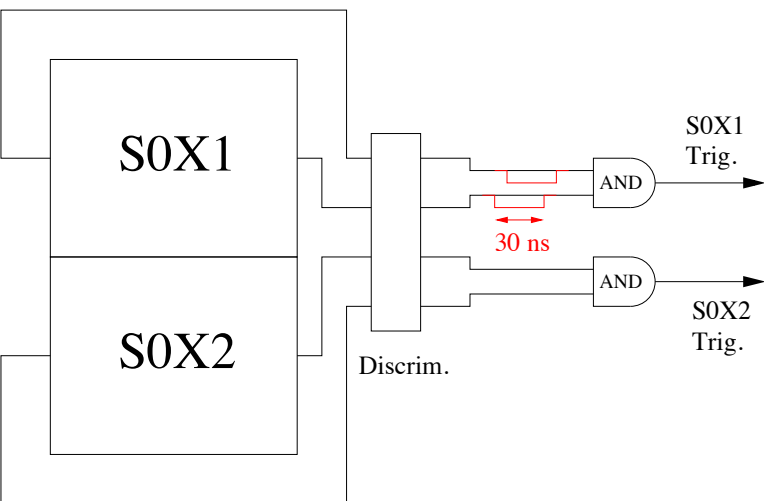 S0X1
S0X2
Discrim.
30 ns
AND
AND
S0X1
Trig.
S0X2
Trig.